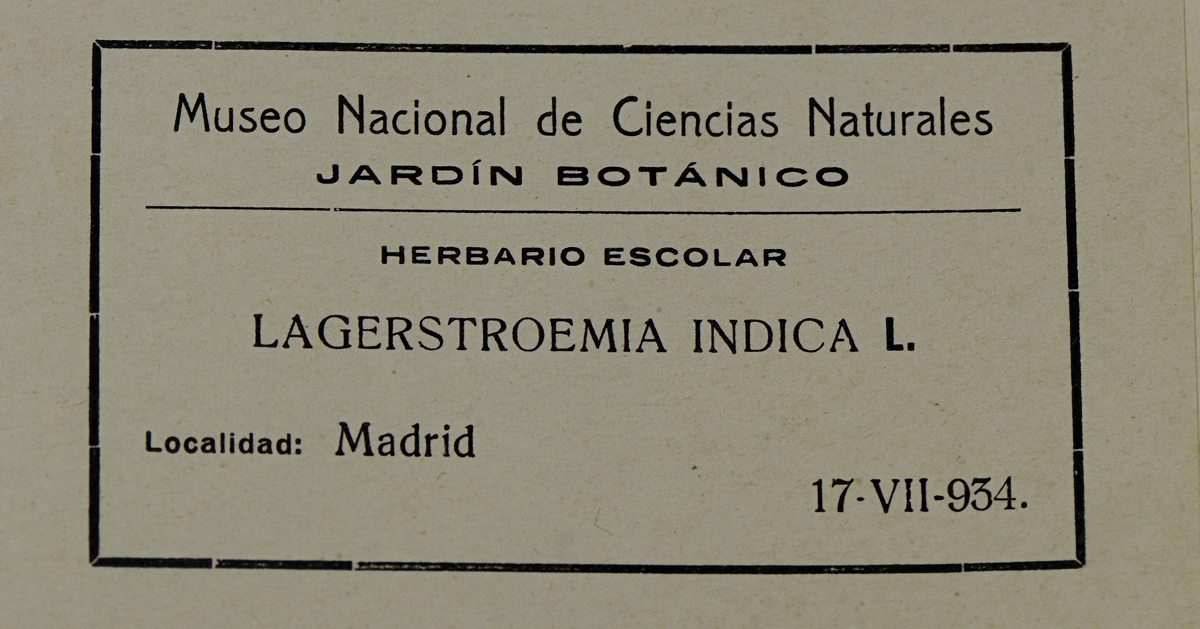 Museo Nacional de Ciencias Naturales
JARDÍN BOTÁNICO
HERBARIO ESCOLAR
LAGERSTROEMIA INDICA L.
Localidad: Madrid
17-VII-934.